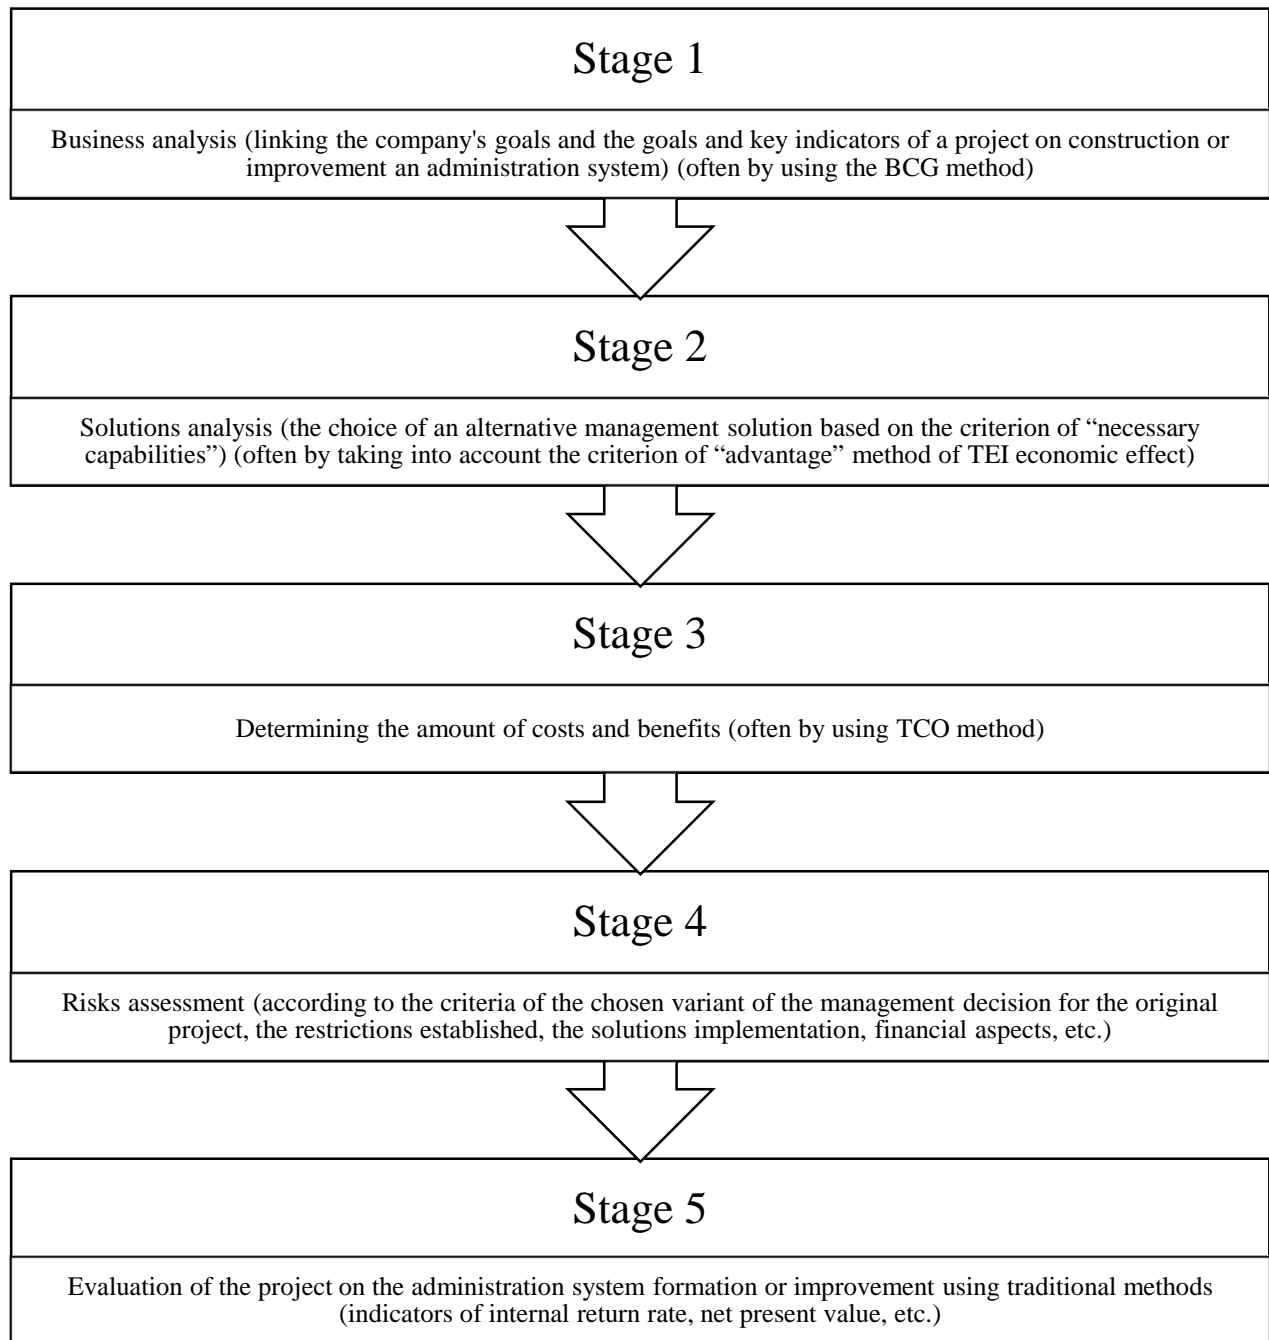 Stage 1
Business analysis (linking the company's goals and the goals and key indicators of a project on construction or
improvement an administration system) (often by using the BCG method)
Stage 2
Solutions analysis (the choice of an alternative management solution based on the criterion of “necessary
capabilities”) (often by taking into account the criterion of “advantage” method of TEI economic effect)
Stage 3
Determining the amount of costs and benefits (often by using TCO method)
Stage 4
Risks assessment (according to the criteria of the chosen variant of the management decision for the original
project, the restrictions established, the solutions implementation, financial aspects, etc.)
Stage 5
Evaluation of the project on the administration system formation or improvement using traditional methods
(indicators of internal return rate, net present value, etc.)